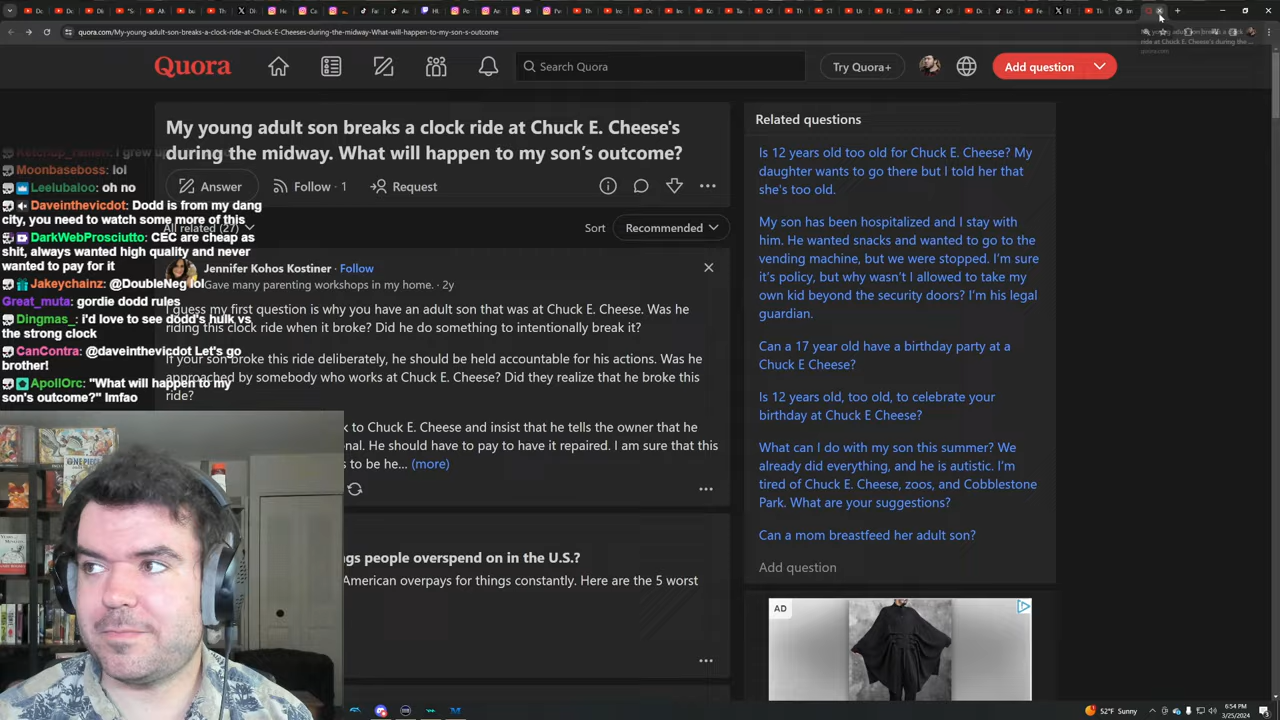 quora.com/My-young-adult-son-breaks-a-clock-ride-at-Chuck-E-Cheeses-during-the-midway-What-will-happen-to-my-son-s-outcome
Quora
Search Quora
Try Quora+
Add question
My young adult son breaks a clock ride at Chuck E. Cheese's
during the midway. What will happen to my son's outcome?
Answer
Follow · 1
Request
All related (27)
Sort
Recommended
Jennifer Kohos Kostiner · Follow
Gave many parenting workshops in my home. · 2y
I guess my first question is why you have an adult son that was at Chuck E. Cheese. Was he
riding this clock ride when it broke? Did he do something to intentionally break it?
If your son broke this ride deliberately, he should be held accountable for his actions. Was he
approached by somebody who works at Chuck E. Cheese? Did they realize that he broke this
ride?
k to Chuck E. Cheese and insist that he tells the owner that he
onal. He should have to pay to have it repaired. I am sure that this
s to be he... (more)
ngs people overspend on in the U.S.?
American overpays for things constantly. Here are the 5 worst
Related questions
Is 12 years old too old for Chuck E. Cheese? My
daughter wants to go there but I told her that
she's too old.
My son has been hospitalized and I stay with
him. He wanted snacks and wanted to go to the
vending machine, but we were stopped. I'm sure
it's policy, but why wasn't I allowed to take my
own kid beyond the security doors? I'm his legal
guardian.
Can a 17 year old have a birthday party at a
Chuck E Cheese?
Is 12 years old, too old, to celebrate your
birthday at Chuck E Cheese?
What can I do with my son this summer? We
already did everything, and he is autistic. I'm
tired of Chuck E. Cheese, zoos, and Cobblestone
Park. What are your suggestions?
Can a mom breastfeed her adult son?
Add question
AD
Ketchup_ramen: I grew up
Moonbaseboss: lol
Leelubaloo: oh no
Daveinthevicdot: Dodd is from my dang
city, you need to watch some more of this
DarkWebProsciutto: CEC are cheap as
shit, always wanted high quality and never
wanted to pay for it
Jakeychainz: @DoubleNeg lol
Great_muta: gordie dodd rules
Dingmas_: i'd love to see dodd's hulk vs
the strong clock
CanContra: @daveinthevicdot Let's go
brother!
ApollOrc: "What will happen to my
son's outcome?" lmfao
ONE PIECE
52°F Sunny
6:54 PM
3/25/2024